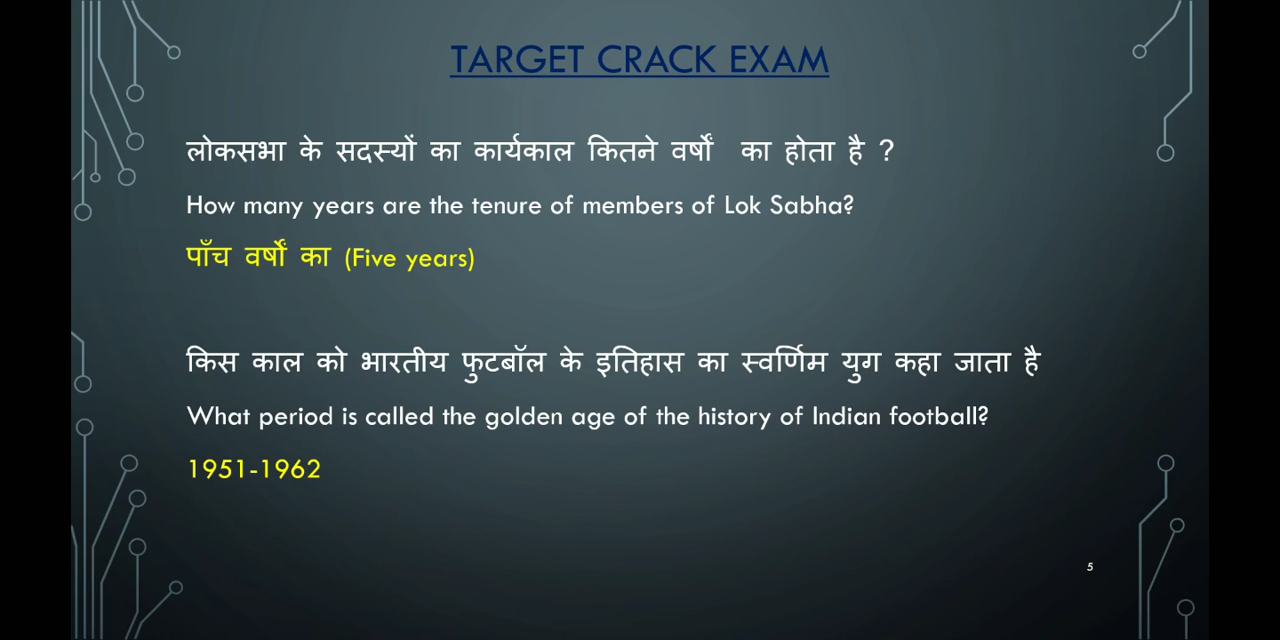 TARGET CRACK EXAM
लोकसभा के सदस्यों का कार्यकाल कितने वर्षों का होता है ?
How many years are the tenure of members of Lok Sabha?
पाँच वर्षों का (Five years)
किस काल को भारतीय फुटबॉल के इतिहास का स्वर्णिम युग कहा जाता है
What period is called the golden age of the history of Indian football?
1951-1962
5